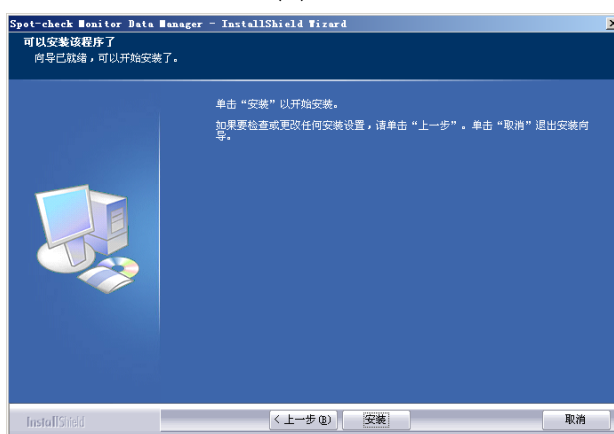 Spot-check Monitor Data Manager - InstallShield Wizard
可以安装该程序了
向导已就绪，可以开始安装了。
单击“安装”以开始安装。
如果要检查或更改任何安装设置，请单击“上一步”。单击“取消”退出安装向
导。
InstallShield
< 上一步(B)
安装
取消